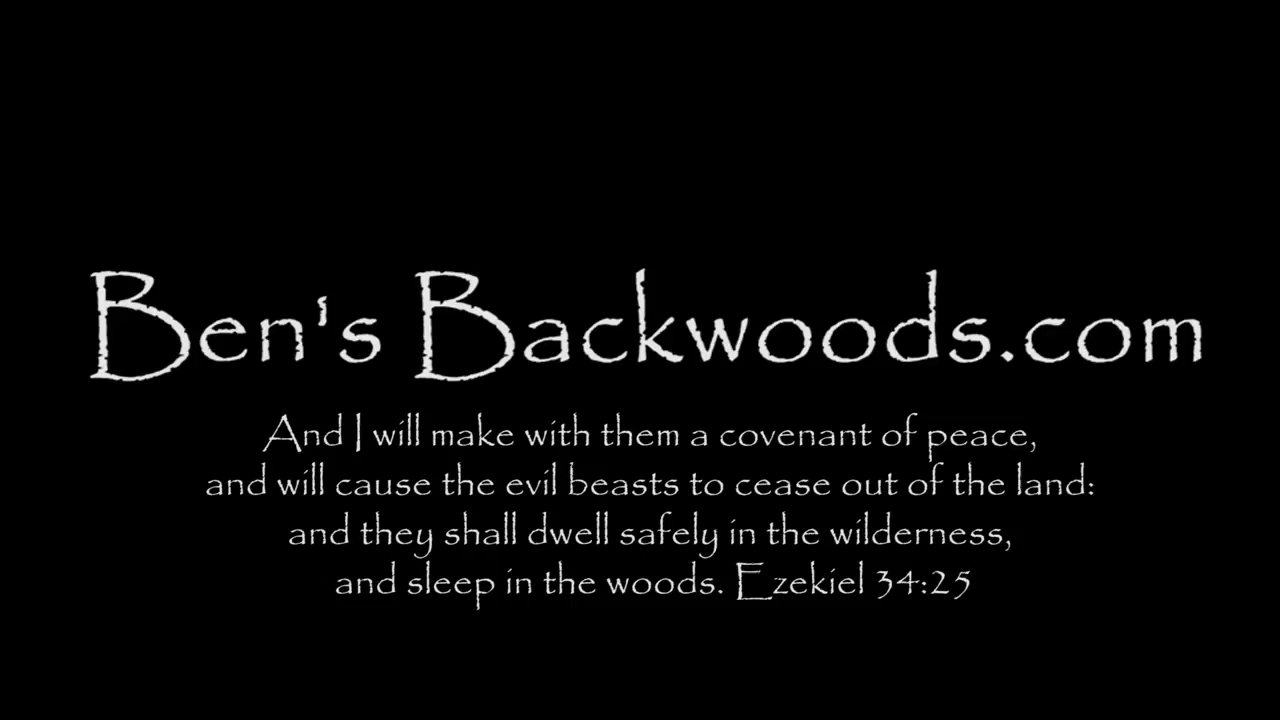 Ben's Backwoods.com
And I will make with them a covenant of peace,
and will cause the evil beasts to cease out of the land:
and they shall dwell safely in the wilderness,
and sleep in the woods. Ezekiel 34:25